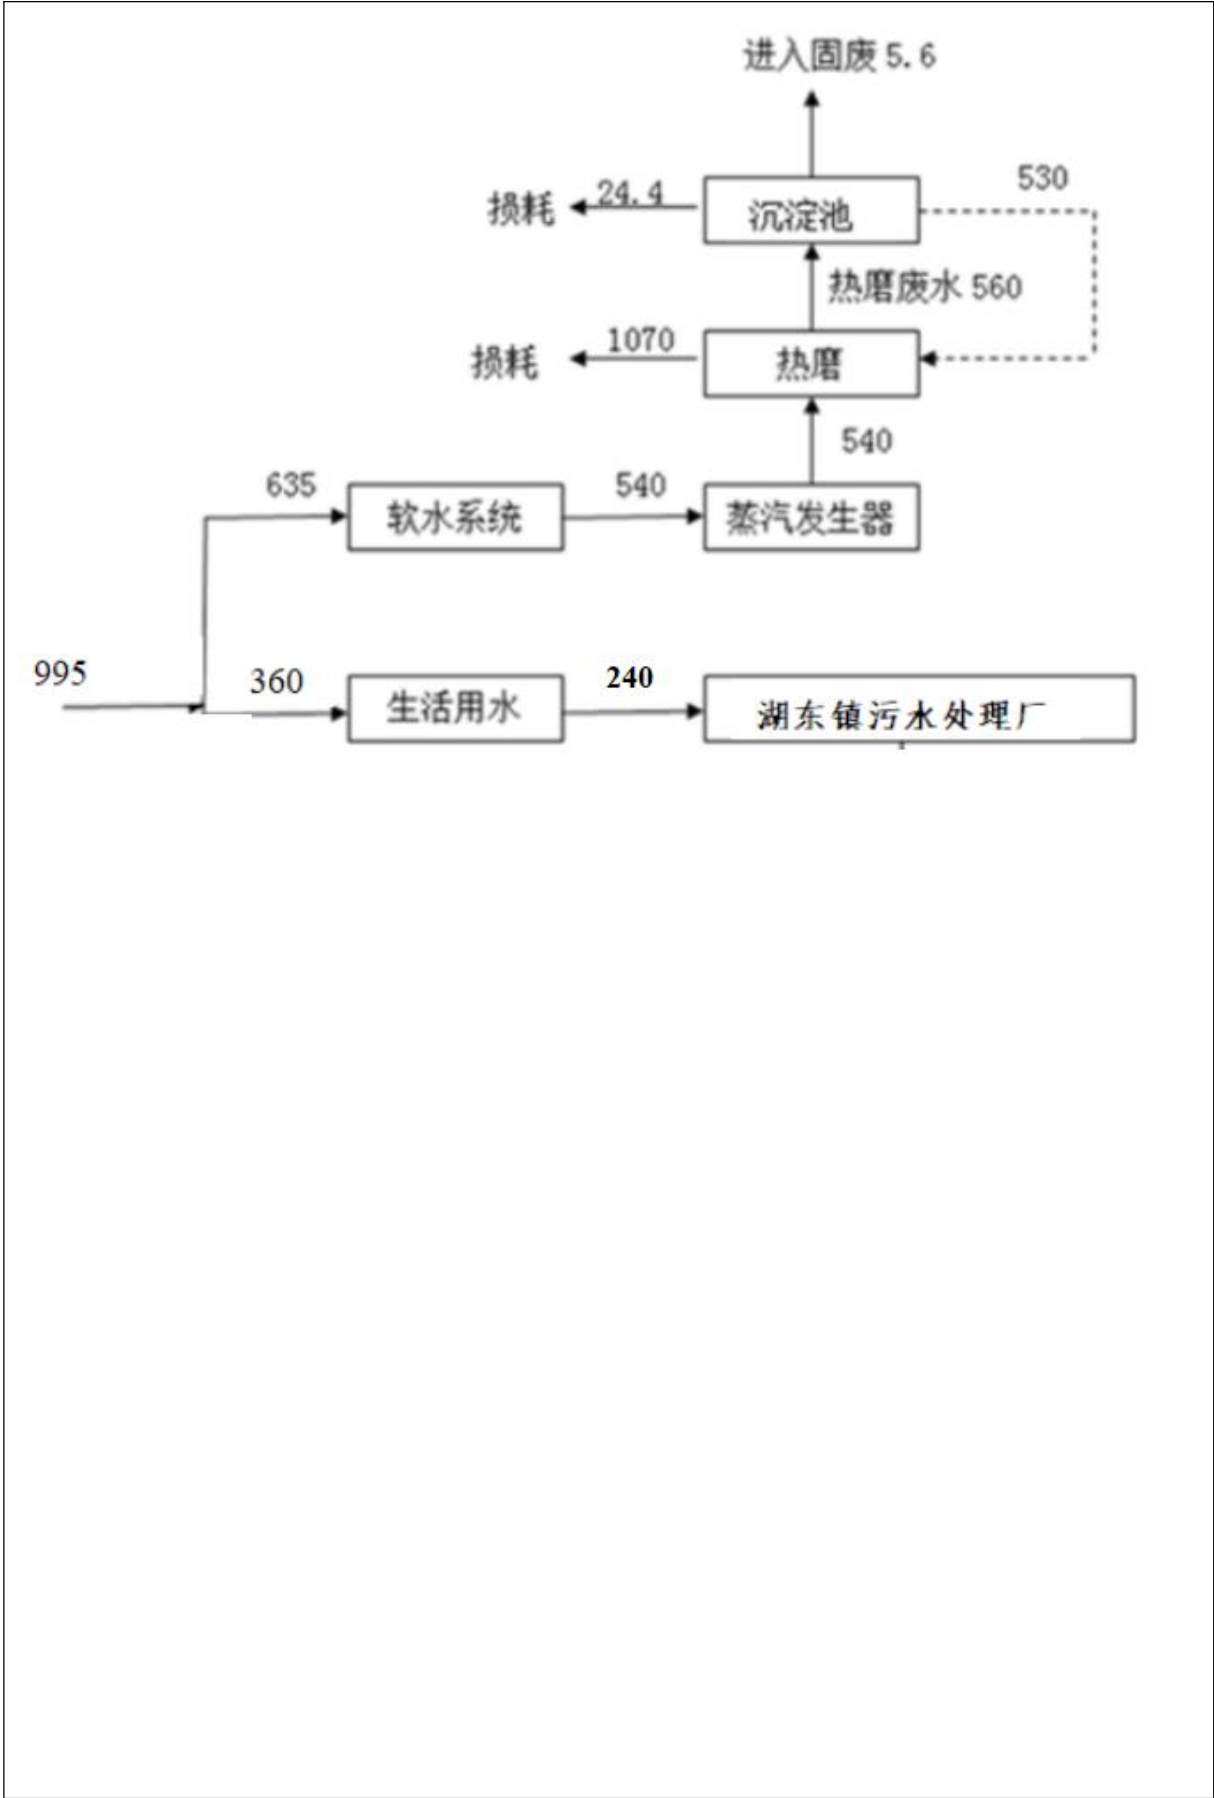 进入固废 5.6
530
损耗 24.4 沉淀池
热磨废水 560
损耗 1070 热磨
540
635 软水系统 540 蒸汽发生器
995 360 生活用水 240 湖东镇污水处理厂